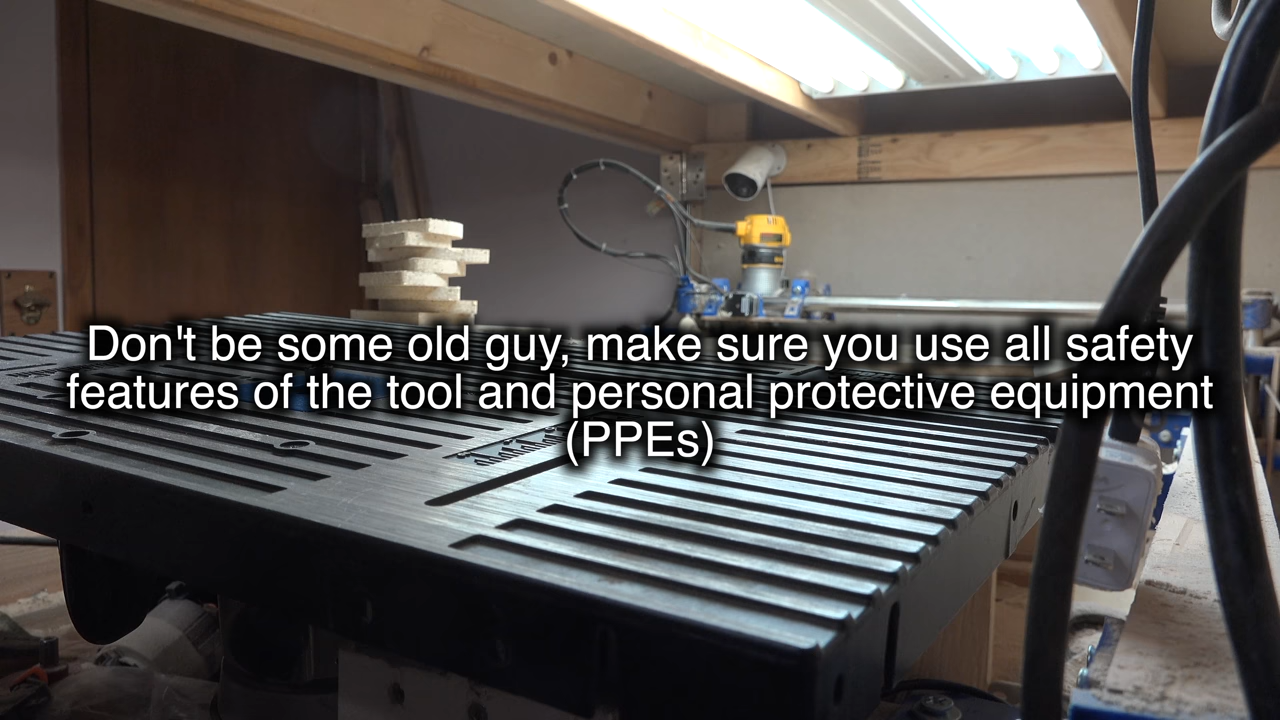 Don't be some old guy, make sure you use all safety
features of the tool and personal protective equipment
(PPEs)